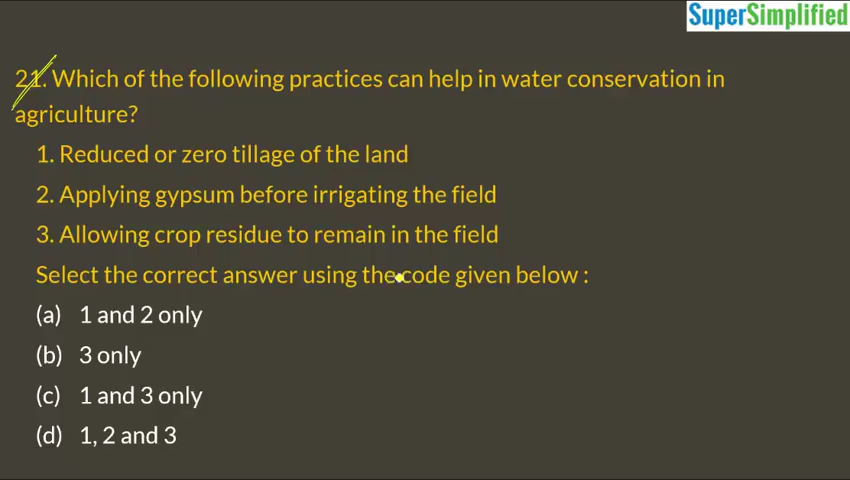 SuperSimplified
21. Which of the following practices can help in water conservation in
agriculture?
1. Reduced or zero tillage of the land
2. Applying gypsum before irrigating the field
3. Allowing crop residue to remain in the field
Select the correct answer using the code given below :
(a) 1 and 2 only
(b) 3 only
(c) 1 and 3 only
(d) 1, 2 and 3